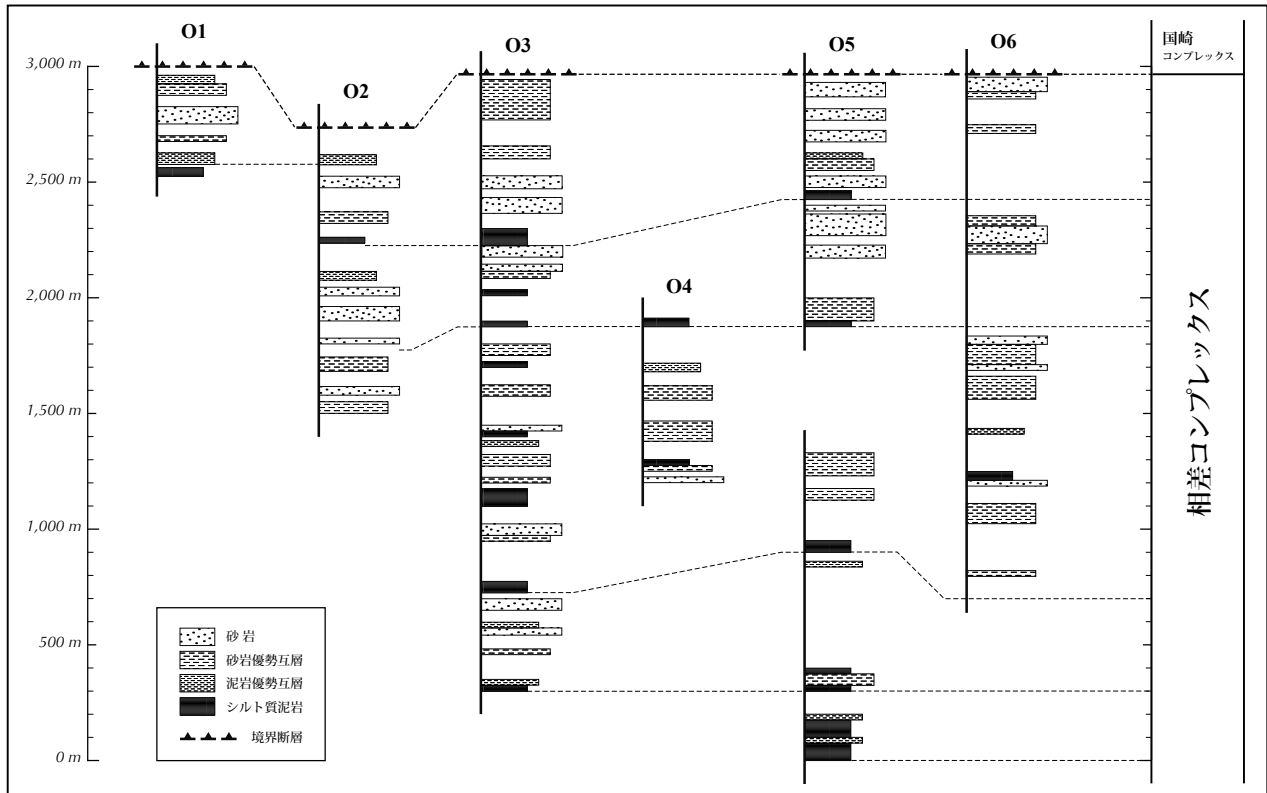 O1
O2
O3
O4
O5
O6
国崎
コンプレックス
相差コンプレックス
3,000 m
2,500 m
2,000 m
1,500 m
1,000 m
500 m
0 m
砂 岩
砂岩優勢互層
泥岩優勢互層
シルト質泥岩
境界断層